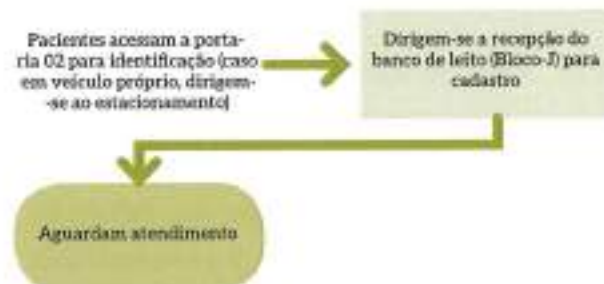 Pacientes acessam a porta-
ria 02 para identificação (caso
em veículo próprio, dirigem-
-se ao estacionamento)
Dirigem-se a recepção do
banco de leito (Bloco-J) para
cadastro
Aguardam atendimento